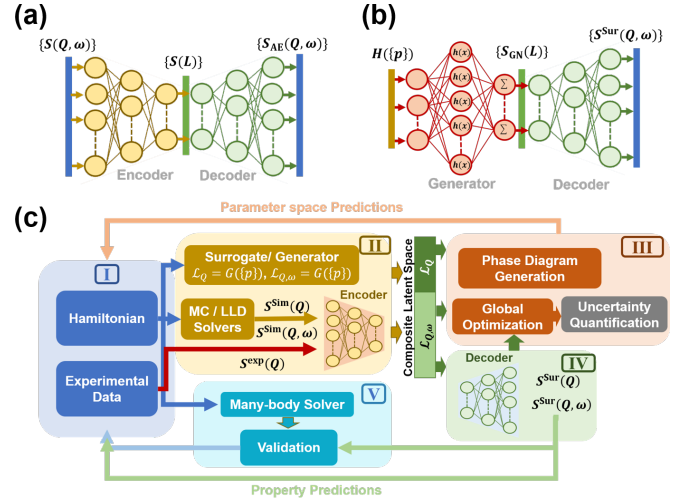 (a)
{S(Q, ω)}
{S(L)}
{S_AE(Q, ω)}
Encoder
Decoder
(b)
H({p})
{S_GN(L)}
{S^Sur(Q, ω)}
h(x)
h(x)
h(x)
h(x)
h(x)
Σ
Σ
Generator
Decoder
(c)
Parameter space Predictions
I
Hamiltonian
Experimental
Data
II
Surrogate/ Generator
ℒ_Q = G({p}), ℒ_Q,ω = G({p})
MC / LLD
Solvers
S^Sim(Q)
S^Sim(Q, ω)
S^exp(Q)
Encoder
Composite Latent Space
ℒ_Q
ℒ_Q,ω
III
Phase Diagram
Generation
Global
Optimization
Uncertainty
Quantification
IV
Decoder
S^Sur(Q)
S^Sur(Q, ω)
V
Many-body Solver
Validation
Property Predictions